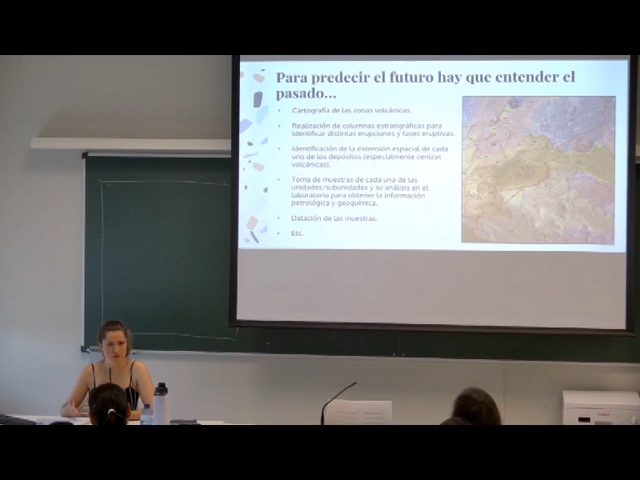 Para predecir el futuro hay que entender el
pasado...
• Cartografía de las zonas volcánicas.
• Realización de columnas estratigráficas para
identificar distintas erupciones y fases eruptivas.
• Identificación de la extensión espacial de cada
uno de los depósitos (especialmente cenizas
volcánicas).
• Toma de muestras de cada una de las
unidades/subunidades y su análisis en el
laboratorio para obtener la información
petrológica y geoquímica.
• Datación de las muestras.
• Etc.